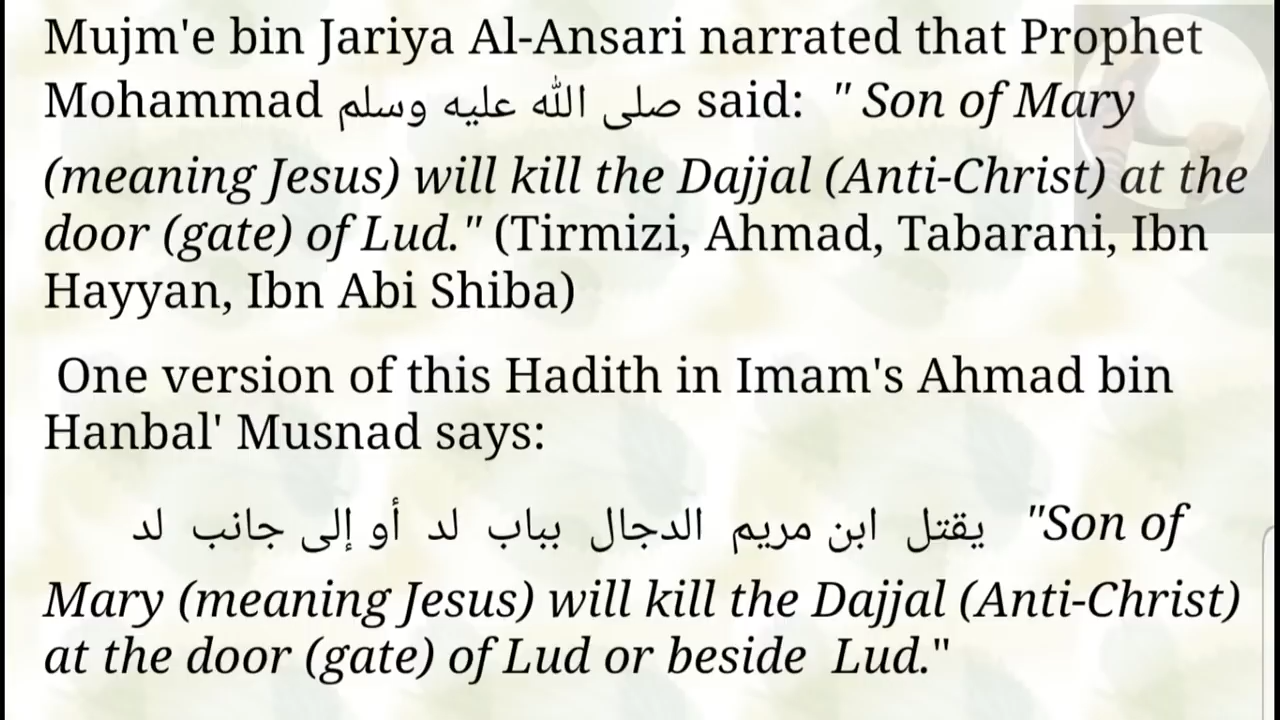 Mujm'e bin Jariya Al-Ansari narrated that Prophet
Mohammad صلى الله عليه وسلم said: " Son of Mary
(meaning Jesus) will kill the Dajjal (Anti-Christ) at the
door (gate) of Lud." (Tirmizi, Ahmad, Tabarani, Ibn
Hayyan, Ibn Abi Shiba)
One version of this Hadith in Imam's Ahmad bin
Hanbal' Musnad says:
يقتل ابن مريم الدجال بباب لد أو إلى جانب لد "Son of
Mary (meaning Jesus) will kill the Dajjal (Anti-Christ)
at the door (gate) of Lud or beside Lud."